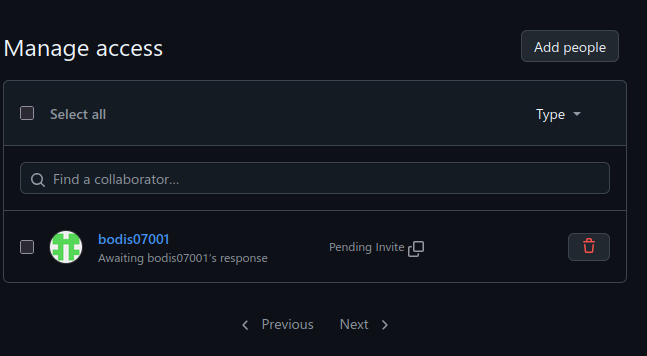 Manage access
Add people
Select all
Type
Find a collaborator...
bodis07001
Awaiting bodis07001's response
Pending Invite
Previous
Next